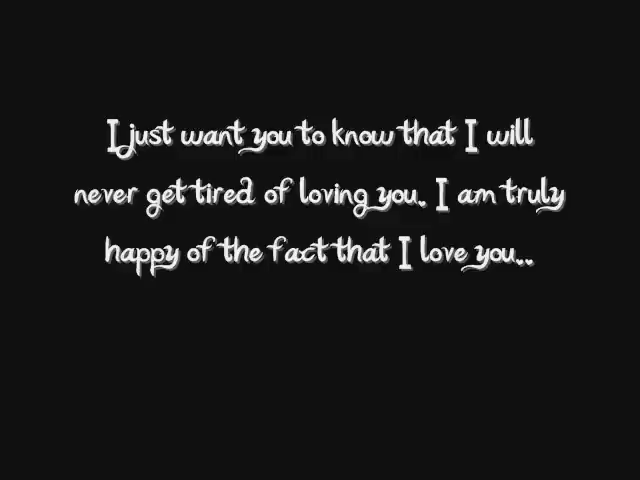 I just want you to know that I will
never get tired of loving you. I am truly
happy of the fact that I love you..